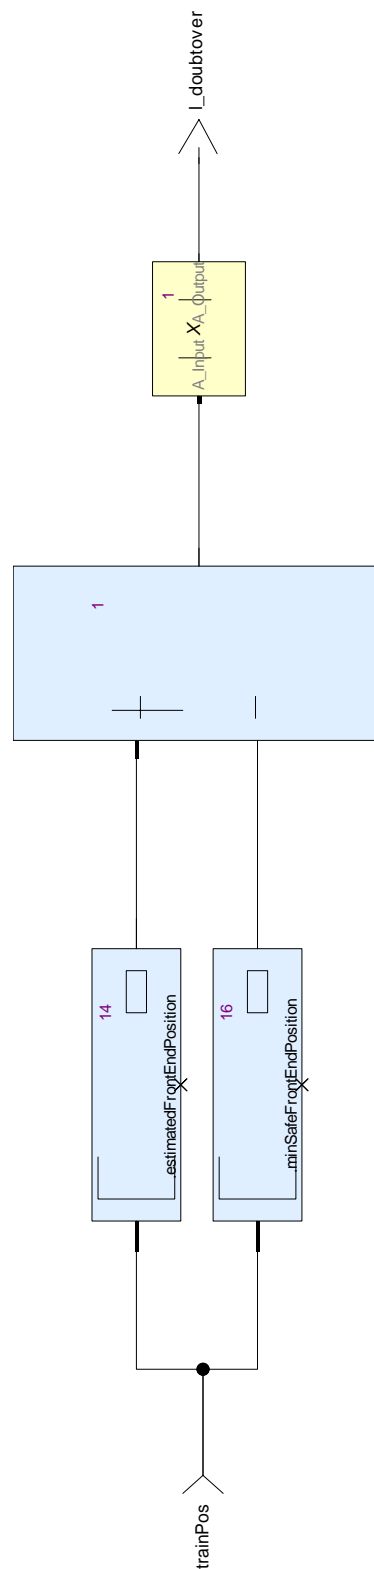 trainPos
14
.estimatedFrontEndPosition
16
.minSafeFrontEndPosition
1
1
A_Input
A_Output
l_doubtover